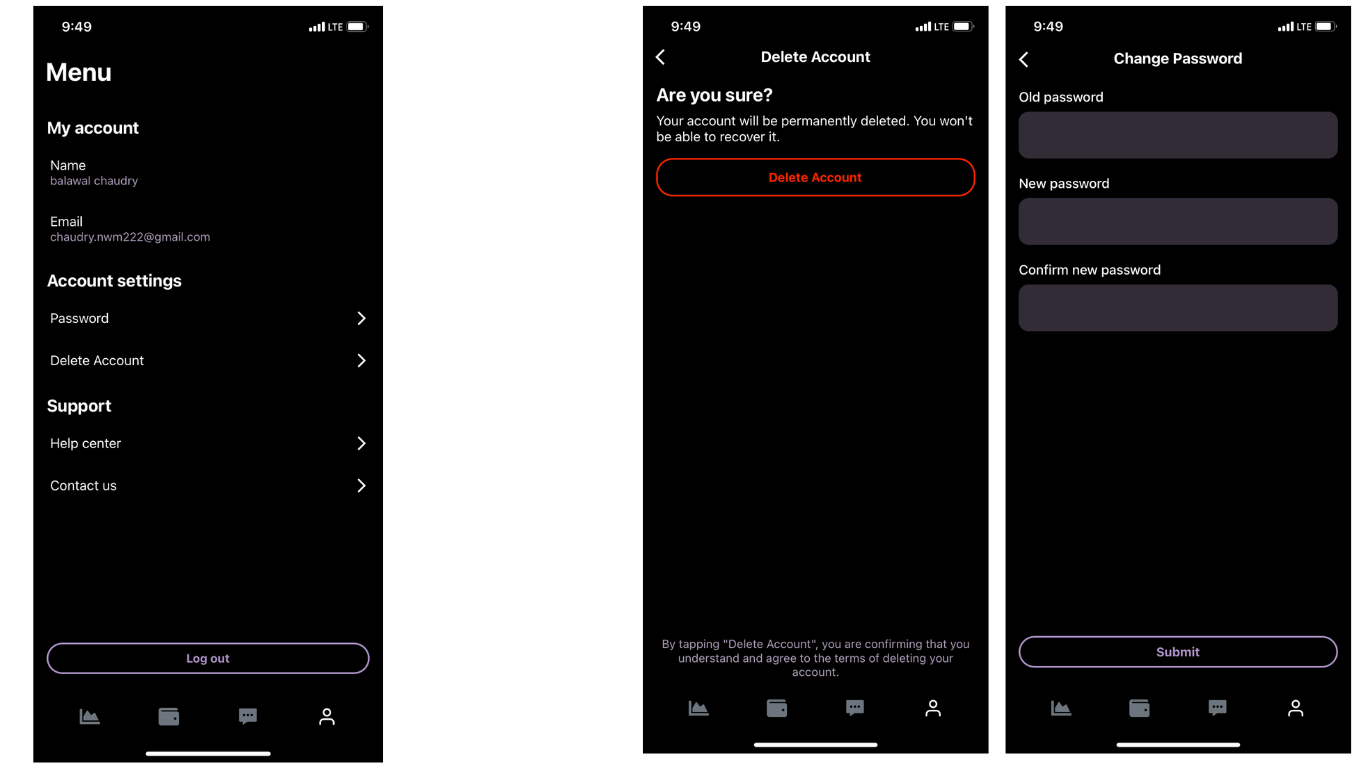 9:49
LTE
Menu
My account
Name
balawal chaudry
Email
chaudry.nwm222@gmail.com
Account settings
Password
Delete Account
Support
Help center
Contact us
Log out
9:49
LTE
Delete Account
Are you sure?
Your account will be permanently deleted. You won't
be able to recover it.
Delete Account
By tapping "Delete Account", you are confirming that you
understand and agree to the terms of deleting your
account.
9:49
LTE
Change Password
Old password
New password
Confirm new password
Submit